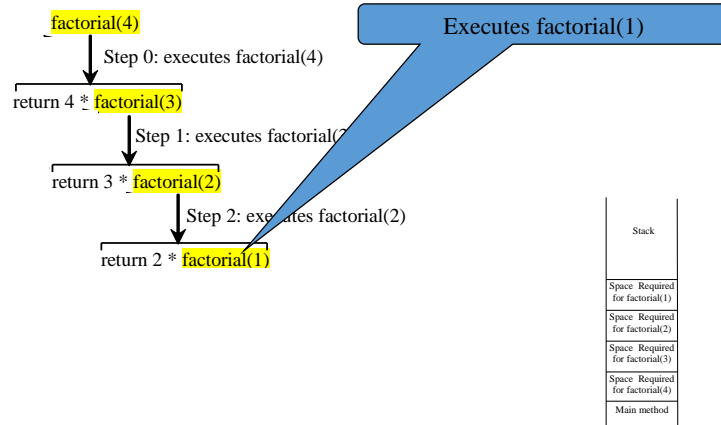 factorial(4)
Executes factorial(1)
Step 0: executes factorial(4)
return 4 * factorial(3)
Step 1: executes factorial(
return 3 * factorial(2)
Step 2: executes factorial(2)
return 2 * factorial(1)
Stack
Space Required
for factorial(1)
Space Required
for factorial(2)
Space Required
for factorial(3)
Space Required
for factorial(4)
Main method